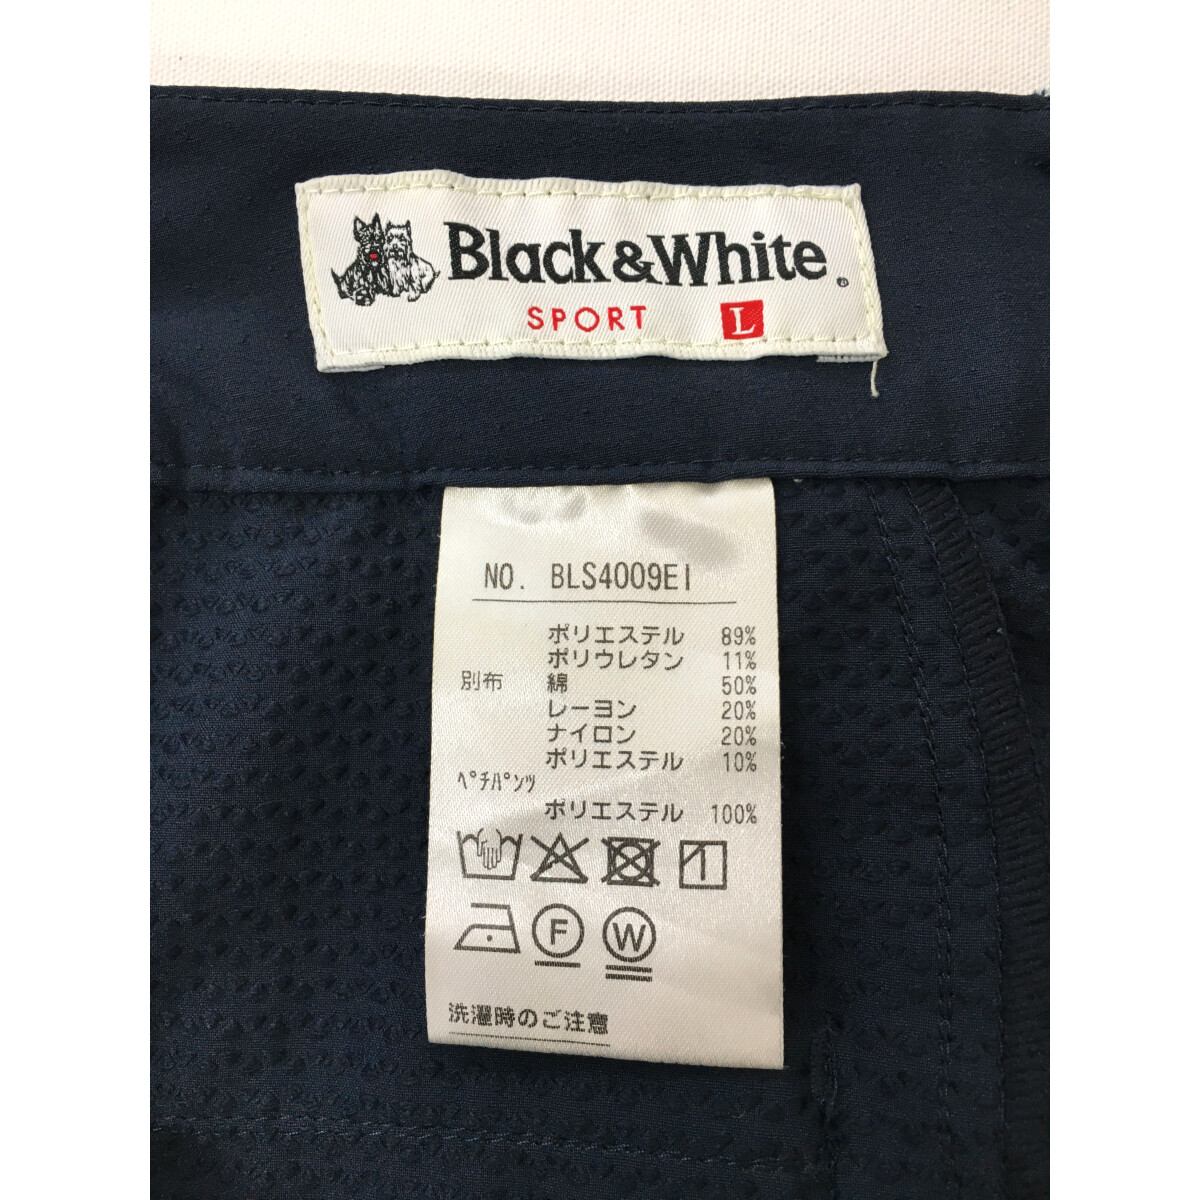 Black&White®
SPORT L
NO. BLS4009EI
ポリエステル 89%
ポリウレタン 11%
別布 綿 50%
レーヨン 20%
ナイロン 20%
ポリエステル 10%
ﾍﾟﾁﾊﾟﾝﾂ
ポリエステル 100%
F W
洗濯時のご注意